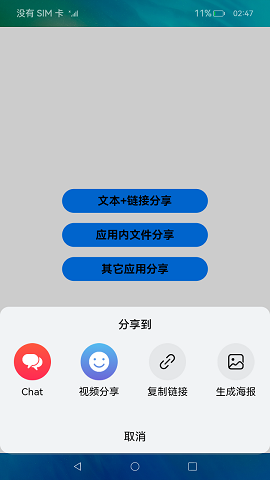 没有 SIM 卡
11%
02:47
文本+链接分享
应用内文件分享
其它应用分享
分享到
Chat
视频分享
复制链接
生成海报
取消